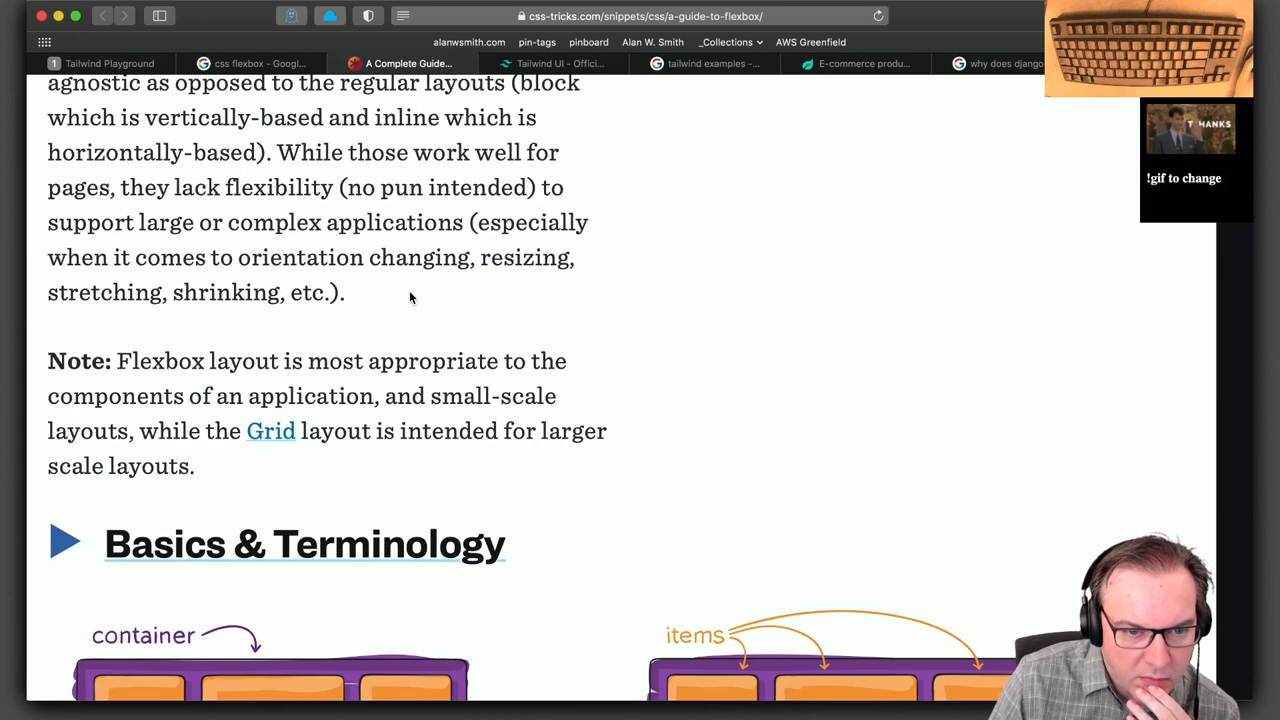 css-tricks.com/snippets/css/a-guide-to-flexbox/
alanwsmith.com pin-tags pinboard Alan W. Smith _Collections AWS Greenfield
1 Tailwind Playground css flexbox - Googl... A Complete Guide... Tailwind UI - Offici... tailwind examples -... E-commerce produ... why does django
agnostic as opposed to the regular layouts (block
which is vertically-based and inline which is
horizontally-based). While those work well for
pages, they lack flexibility (no pun intended) to
support large or complex applications (especially
when it comes to orientation changing, resizing,
stretching, shrinking, etc.).
Note: Flexbox layout is most appropriate to the
components of an application, and small-scale
layouts, while the Grid layout is intended for larger
scale layouts.
Basics & Terminology
container
items
T HANKS
!gif to change